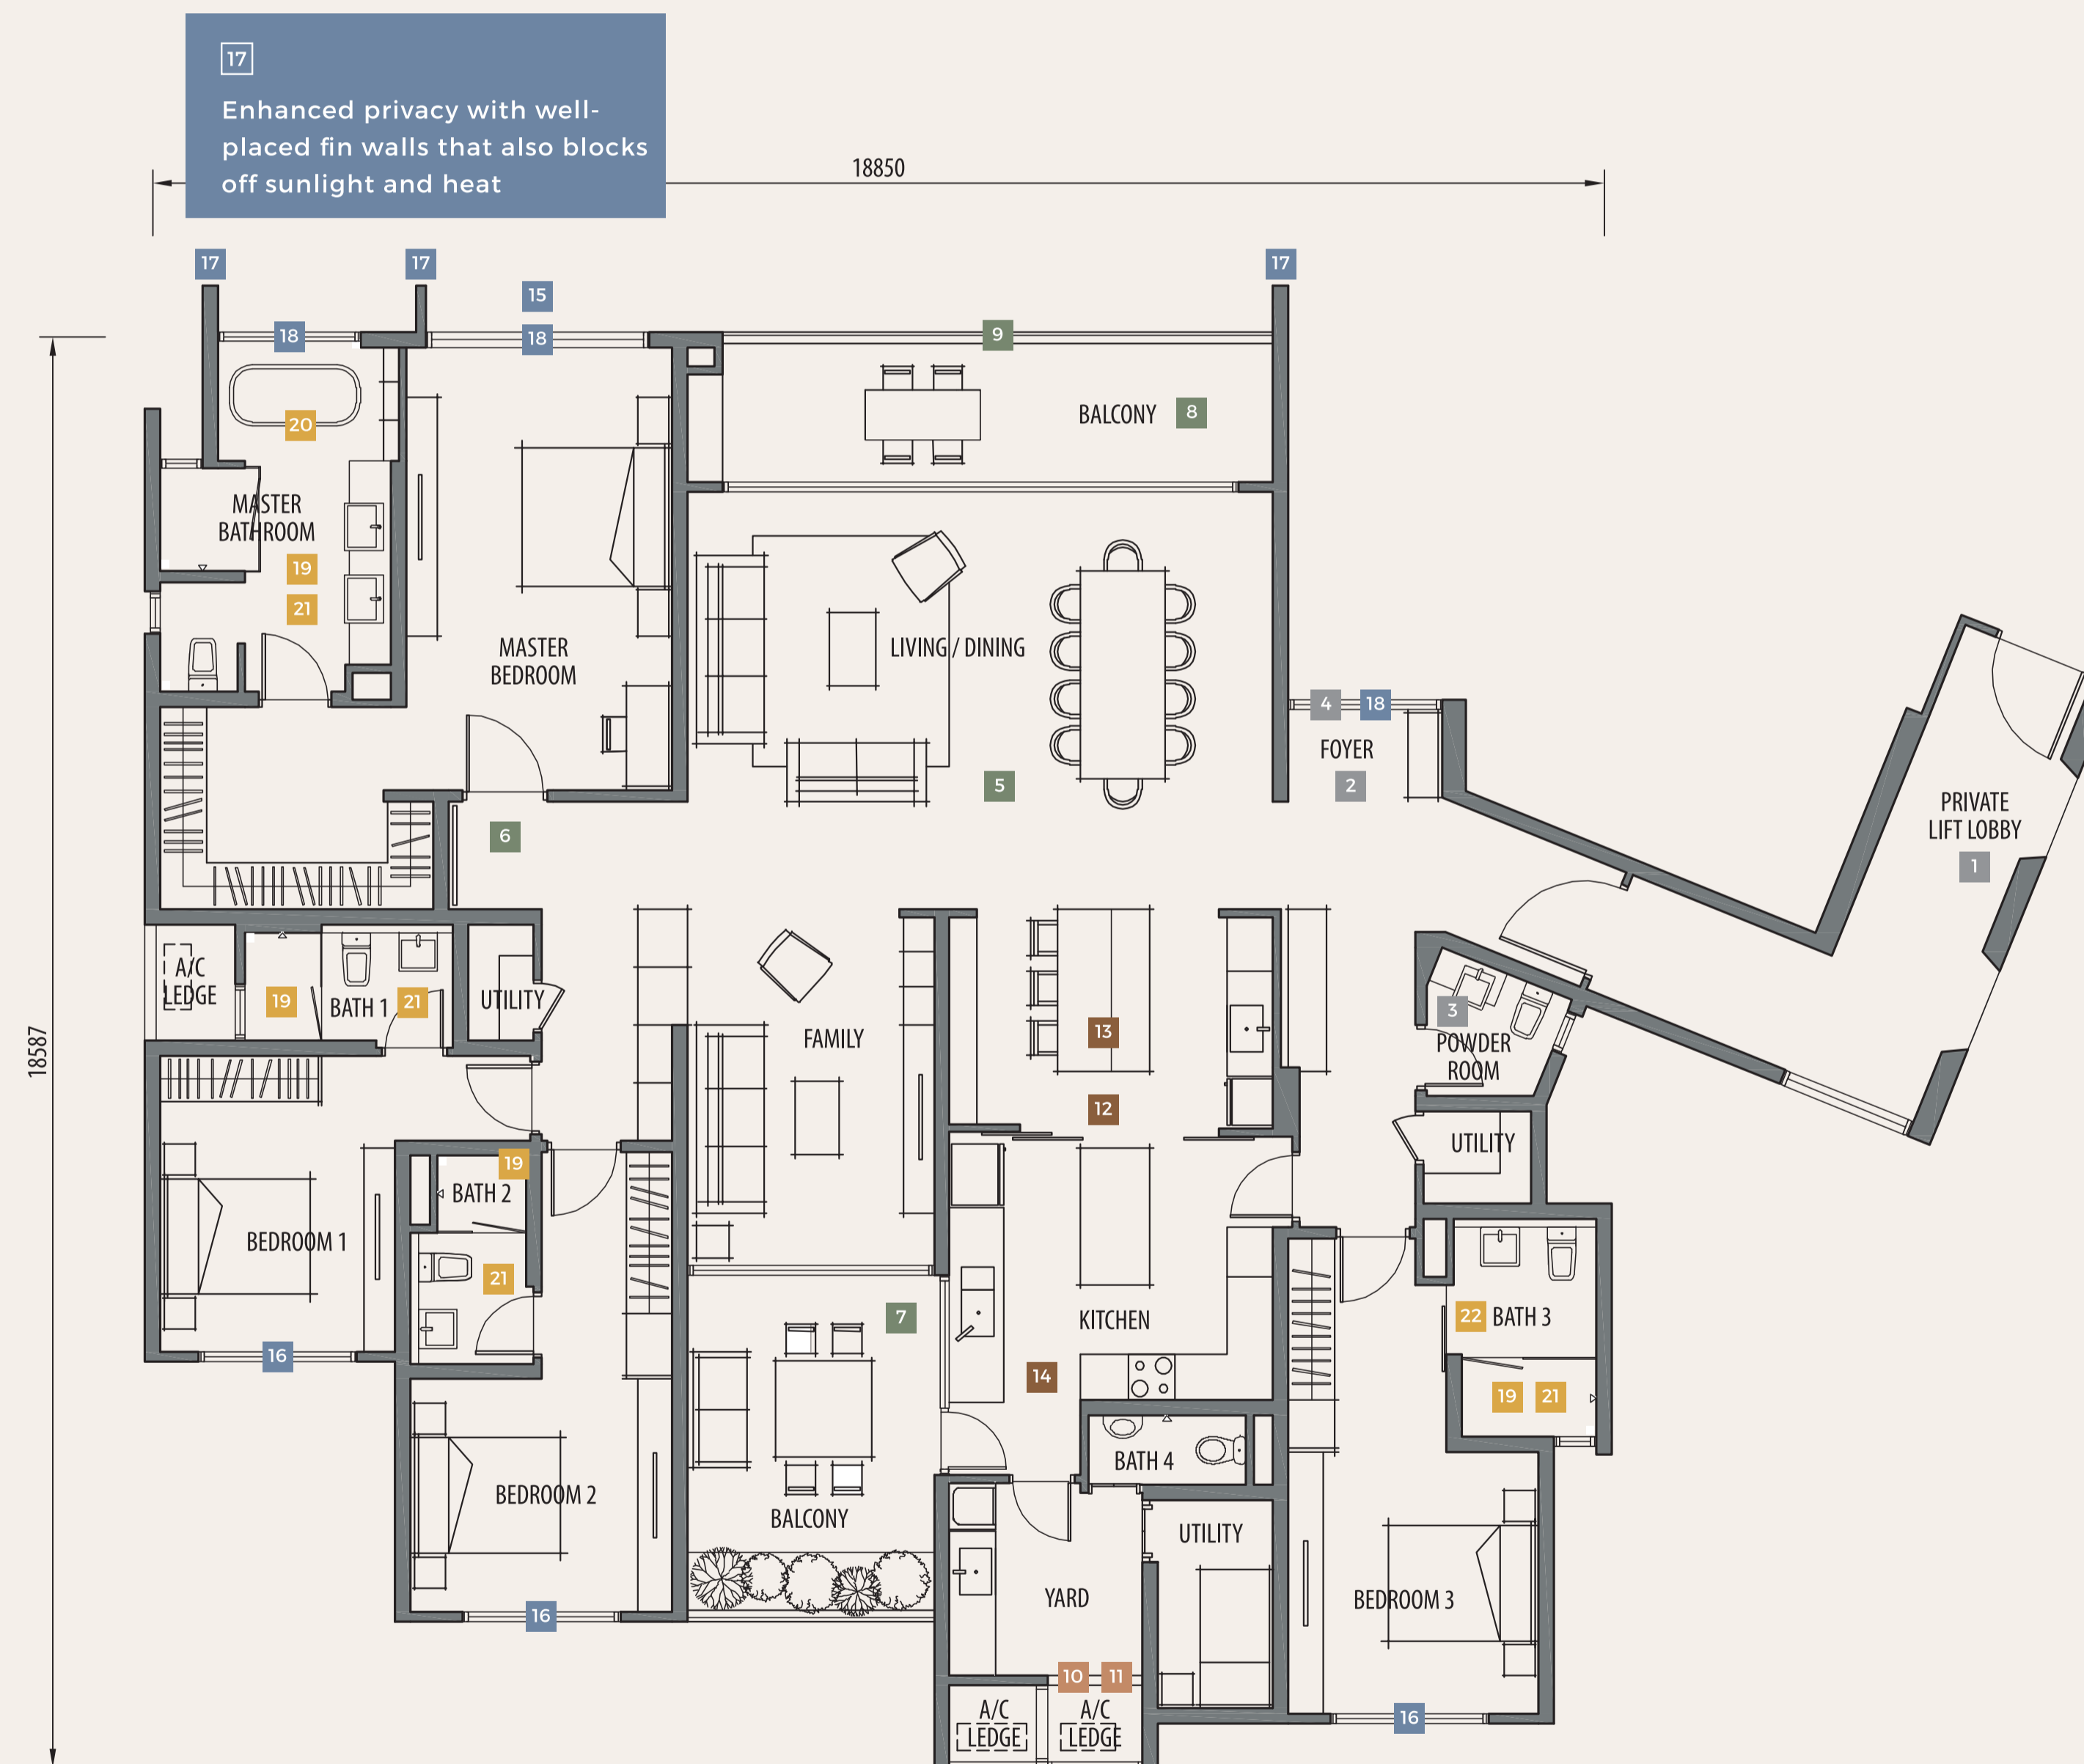 17
Enhanced privacy with well-
placed fin walls that also blocks
off sunlight and heat
18850
17
17
17
15
18
18
9
20
BALCONY
8
MASTER
BATHROOM
19
21
MASTER
BEDROOM
LIVING / DINING
4
18
FOYER
2
5
6
PRIVATE
LIFT LOBBY
1
A/C
LEDGE
19
BATH 1
21
UTILITY
FAMILY
13
3
POWDER
ROOM
18587
12
UTILITY
19
BATH 2
BEDROOM 1
21
7
KITCHEN
22
BATH 3
16
14
19
21
BATH 4
BEDROOM 2
BALCONY
UTILITY
YARD
BEDROOM 3
16
10
11
A/C
LEDGE
A/C
LEDGE
16